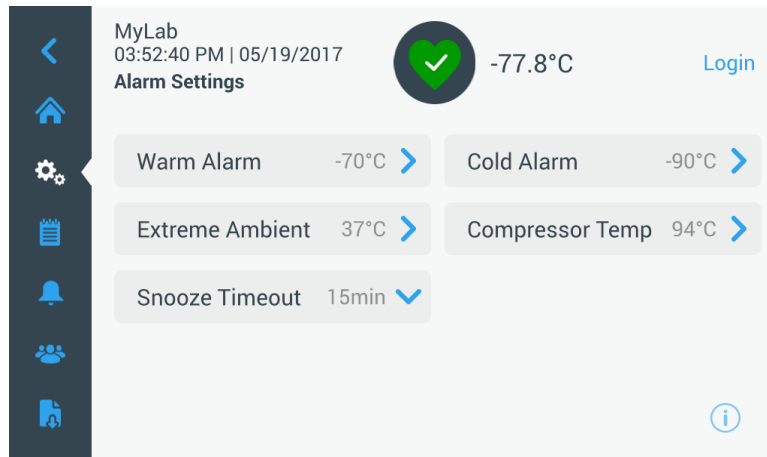 MyLab
03:52:40 PM | 05/19/2017
Alarm Settings
-77.8°C
Login
Warm Alarm -70°C
Cold Alarm -90°C
Extreme Ambient 37°C
Compressor Temp 94°C
Snooze Timeout 15min
i